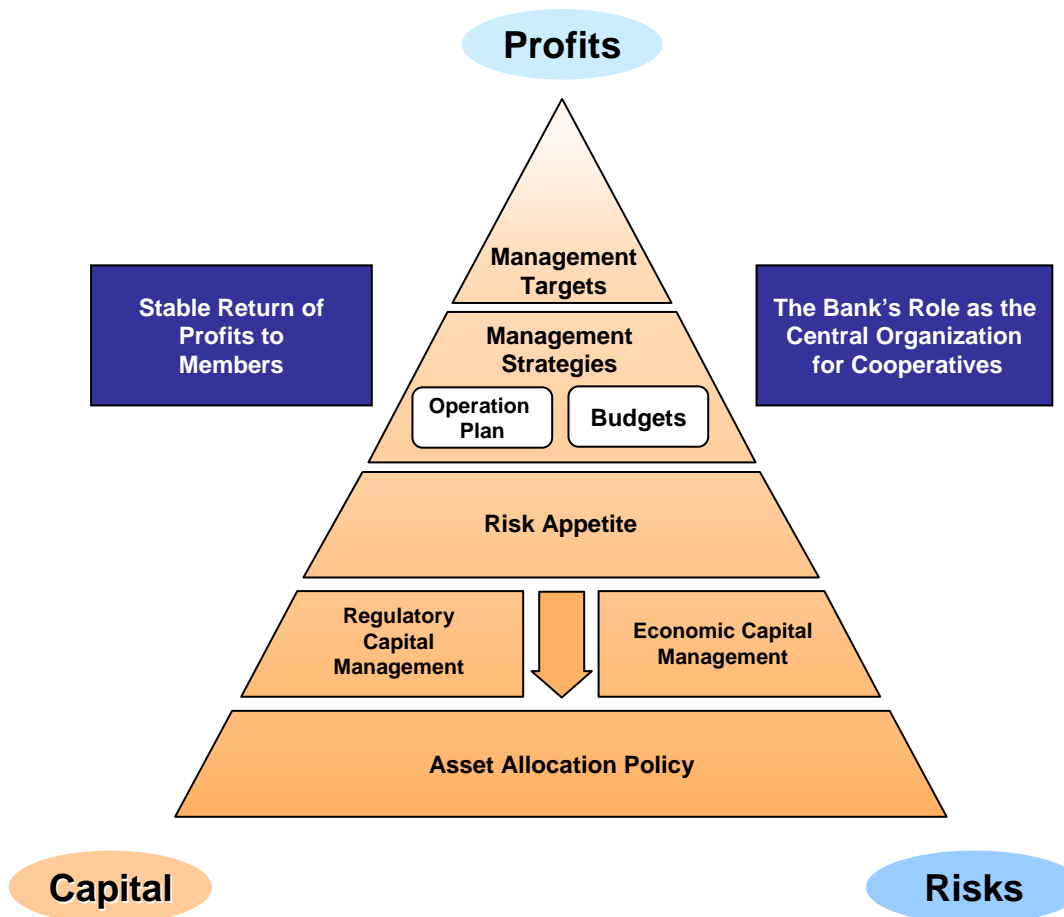 Profits
Management
Targets
Stable Return of
Profits to
Members
The Bank's Role as the
Central Organization
for Cooperatives
Management
Strategies
Operation
Plan
Budgets
Risk Appetite
Regulatory
Capital
Management
Economic Capital
Management
Asset Allocation Policy
Capital
Risks